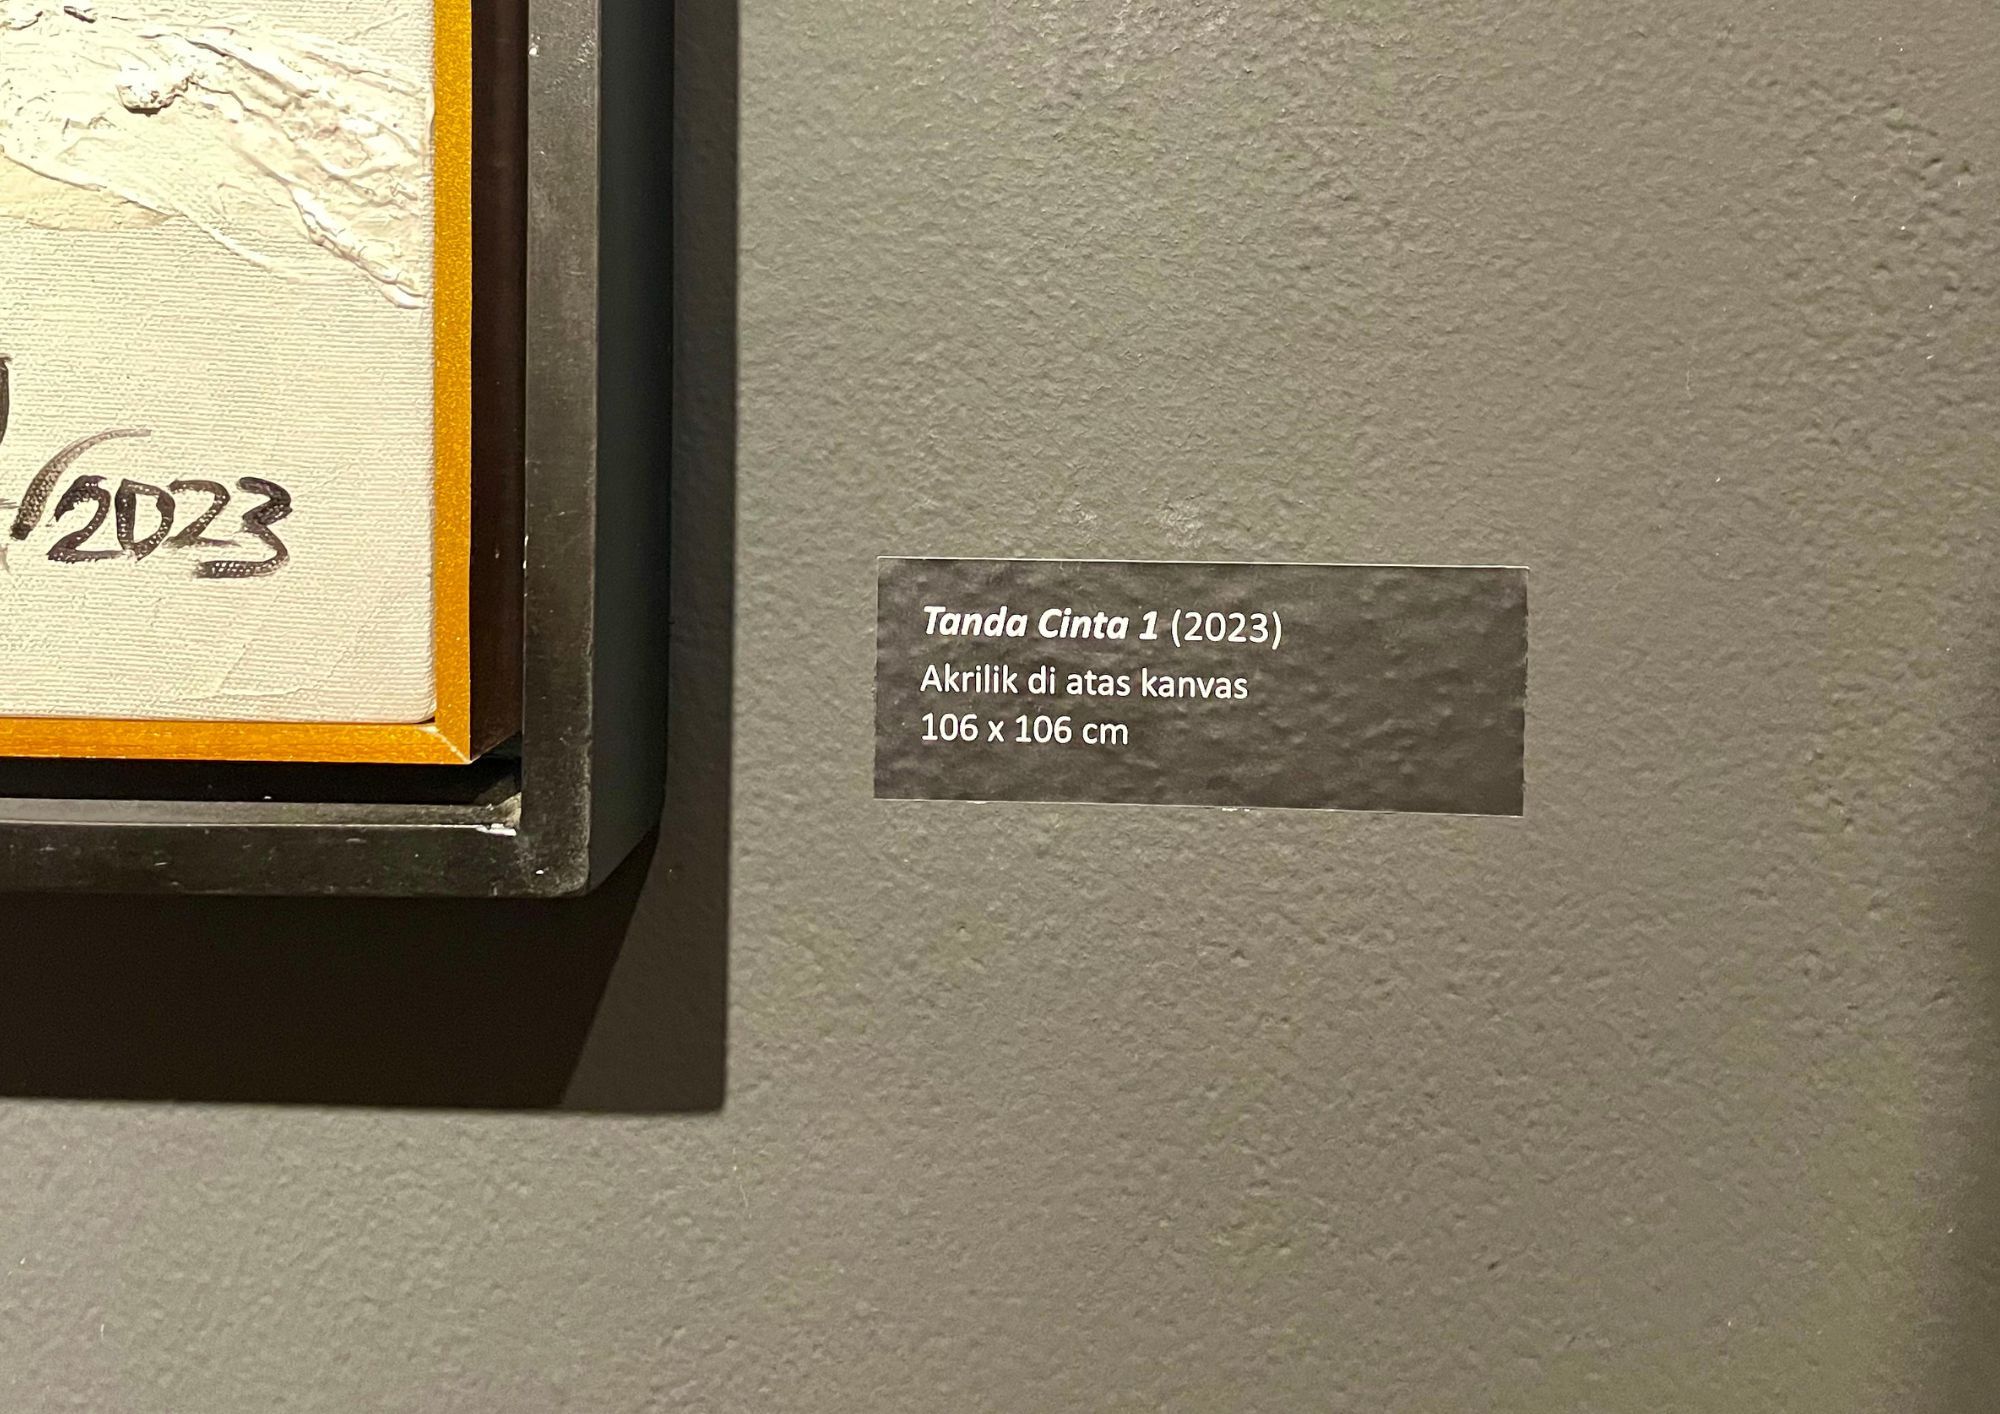 2023
Tanda Cinta 1 (2023)
Akrilik di atas kanvas
106 x 106 cm